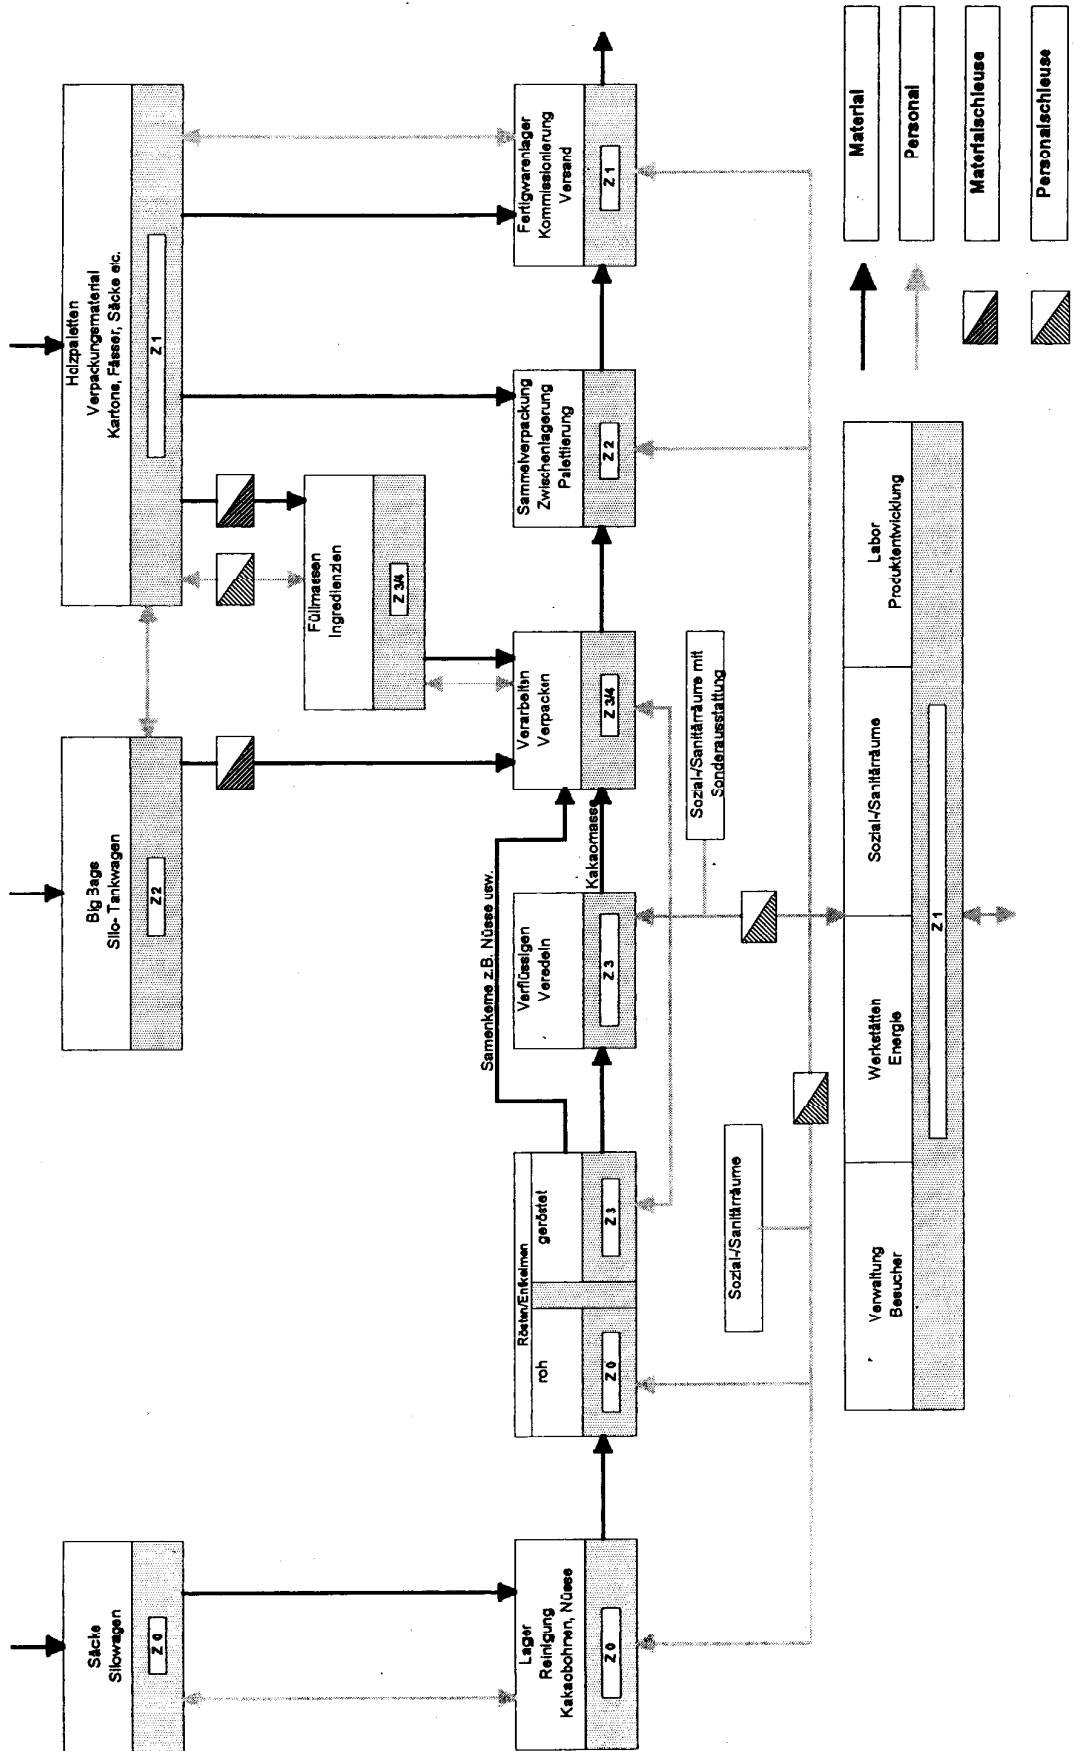 Säcke
Silowagen
Z 0
Big Bags
Silo- Tankwagen
Z 2
Holzpaletten
Verpackungsmaterial
Kartons, Fässer, Säcke etc.
Z 1
Füllmassen
Ingredienzien
Z 3/4
Lager
Reinigung
Kakaobohnen, Nüsse
Z 0
Rösten/Entkeimen
roh
Z 0
geröstet
Z 3
Samenkerne z.B. Nüsse usw.
Verflüssigen
Veredeln
Z 3
Kakaomasse
Verarbeiten
Verpacken
Z 3/4
Sammelverpackung
Zwischenlagerung
Palettierung
Z 2
Fertigwarenlager
Kommissionierung
Versand
Z 1
Sozial-/Sanitärräume
Sozial-/Sanitärräume mit
Sonderausstattung
Verwaltung
Besucher
Werkstätten
Energie
Sozial-/Sanitärräume
Labor
Produktentwicklung
Z 1
Material
Personal
Materialschleuse
Personalschleuse